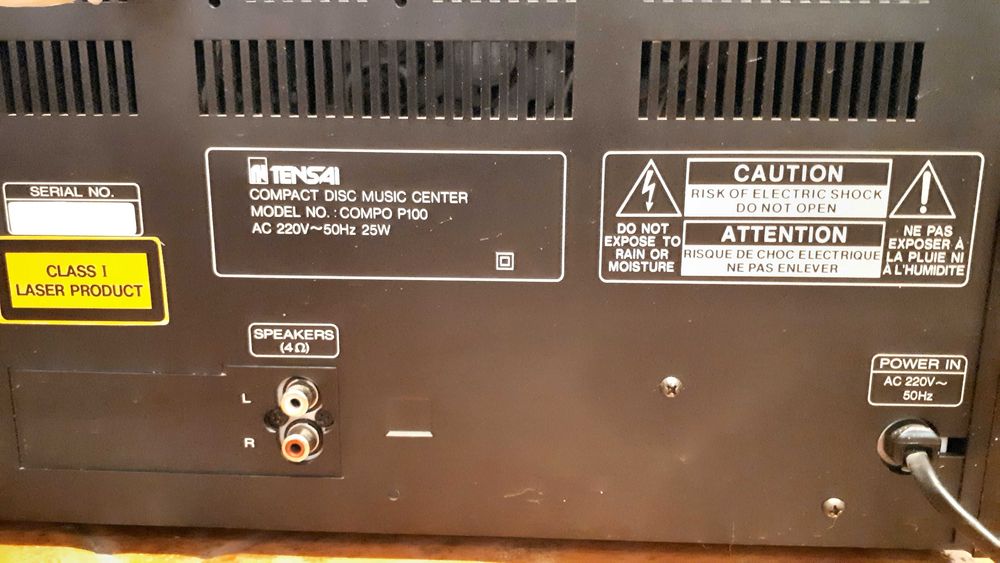 SERIAL NO.
CLASS I
LASER PRODUCT
TENSAI
COMPACT DISC MUSIC CENTER
MODEL NO. : COMPO P100
AC 220V~50Hz 25W
DO NOT
EXPOSE TO
RAIN OR
MOISTURE
CAUTION
RISK OF ELECTRIC SHOCK
DO NOT OPEN
ATTENTION
RISQUE DE CHOC ELECTRIQUE
NE PAS ENLEVER
NE PAS
EXPOSER À
LA PLUIE NI
À L'HUMIDITE
SPEAKERS
(4Ω)
L
R
POWER IN
AC 220V~
50Hz